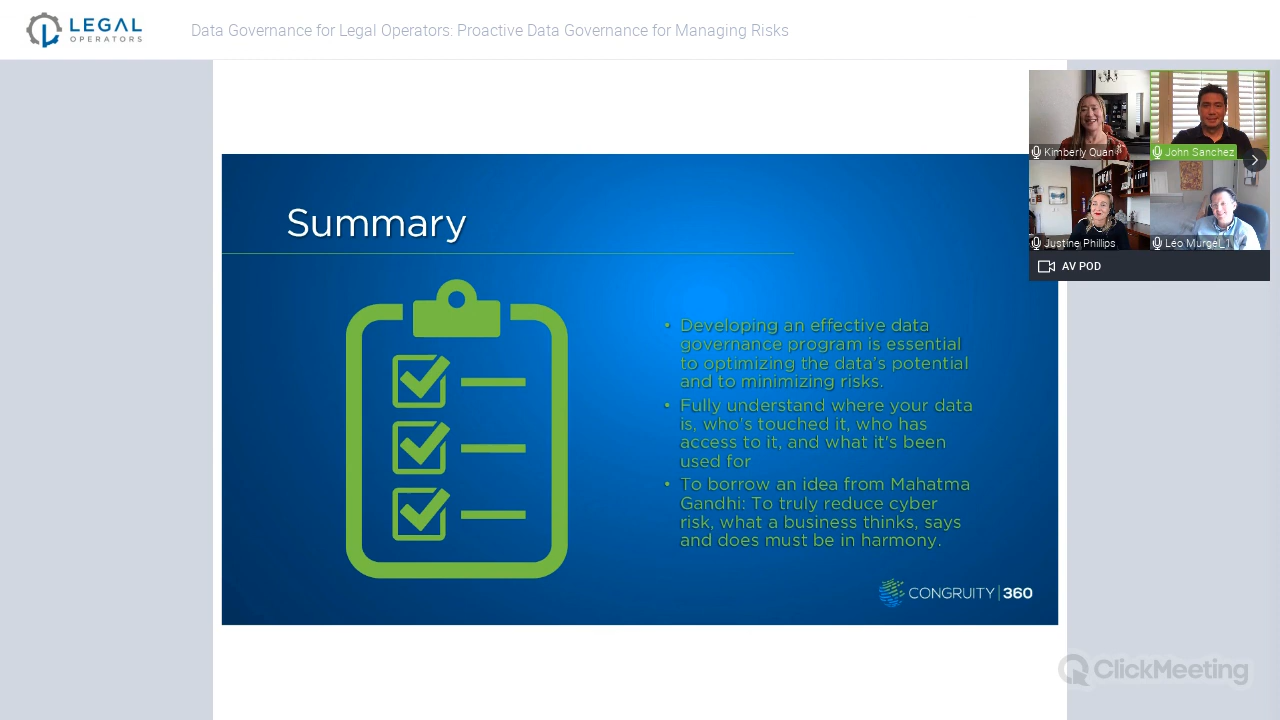 LEGAL
OPERATORS
Data Governance for Legal Operators: Proactive Data Governance for Managing Risks
Kimberly Quan
John Sanchez
Justine Phillips
Léo Murgel_1
AV POD
Summary
• Developing an effective data
governance program is essential
to optimizing the data's potential
and to minimizing risks.
• Fully understand where your data
is, who's touched it, who has
access to it, and what it's been
used for
• To borrow an idea from Mahatma
Gandhi: To truly reduce cyber
risk, what a business thinks, says
and does must be in harmony.
CONGRUITY|360
ClickMeeting